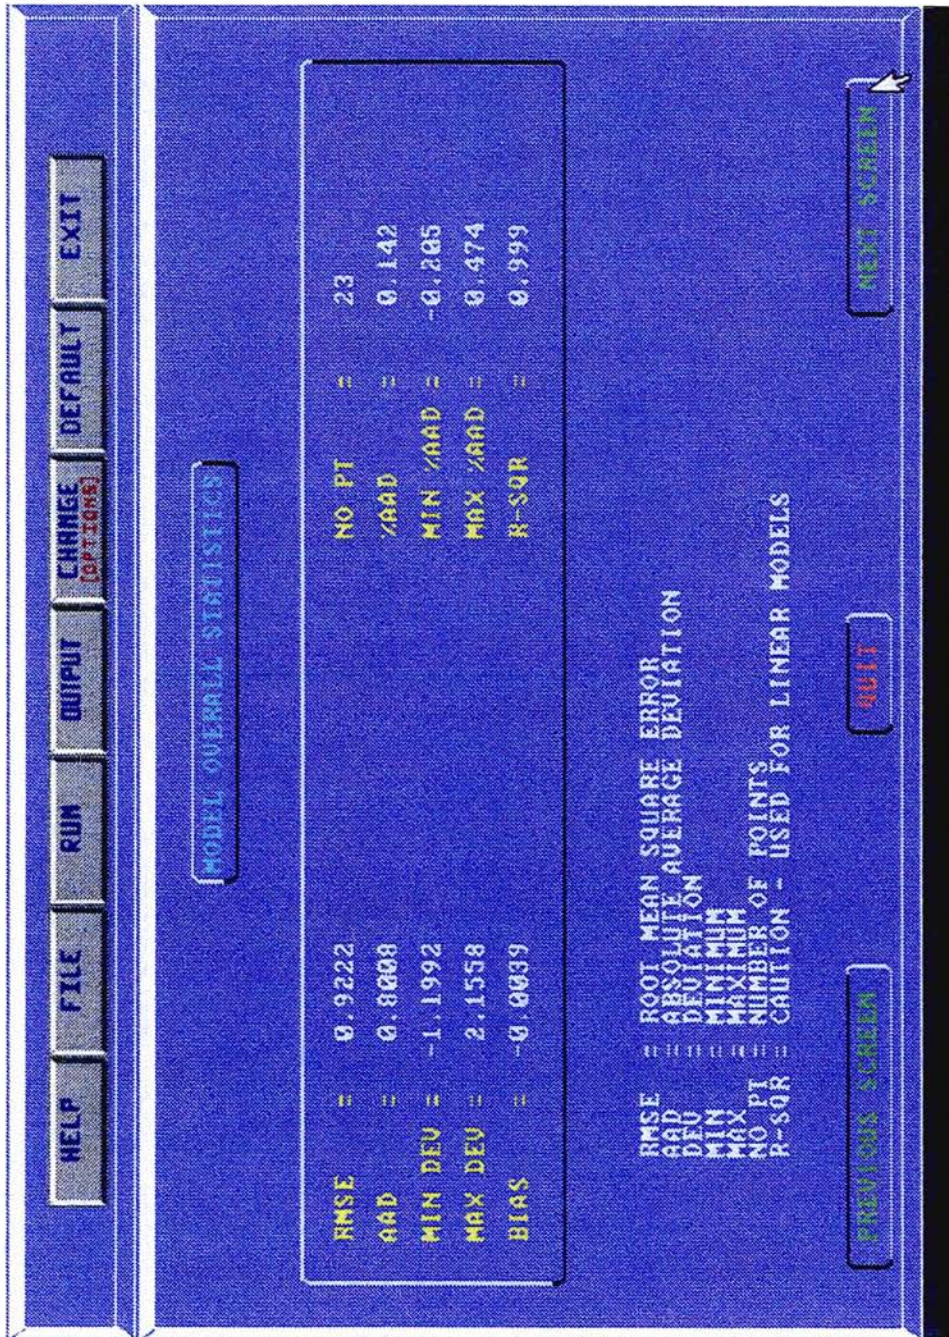 HELP FILE RUN OUTPUT CHANGE DEFAULT EXIT
[OPTIONS]
MODEL OVERALL STATISTICS
RMSE = 0.9222 NO PT = 23
AAD = 0.8008 %AAD = 0.142
MIN DEV = -1.1992 MIN %AAD = -0.205
MAX DEV = 2.1558 MAX %AAD = 0.474
BIAS = -0.0039 R-SQR = 0.999
RMSE = ROOT MEAN SQUARE ERROR
AAD = ABSOLUTE AVERAGE DEVIATION
DEV = DEVIATION
MIN = MINIMUM
MAX = MAXIMUM
NO PT = NUMBER OF POINTS
R-SQR = CAUTION - USED FOR LINEAR MODELS
PREVIOUS SCREEN QUIT NEXT SCREEN